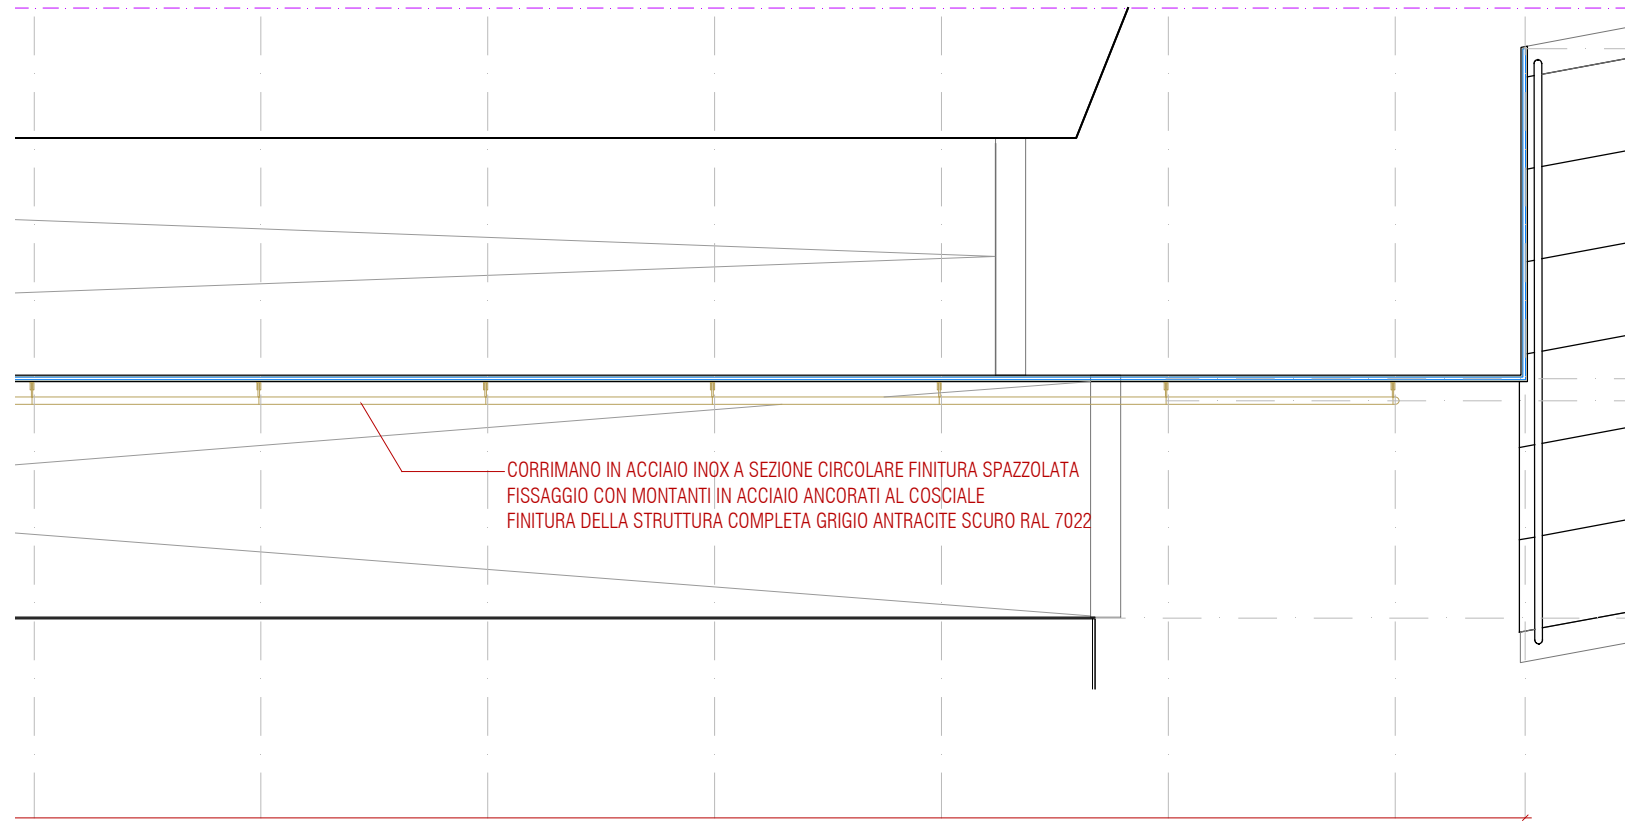 CORRIMANO IN ACCIAIO INOX A SEZIONE CIRCOLARE FINITURA SPAZZOLATA
FISSAGGIO CON MONTANTI IN ACCIAIO ANCORATI AL COSCIALE
FINITURA DELLA STRUTTURA COMPLETA GRIGIO ANTRACITE SCURO RAL 7022